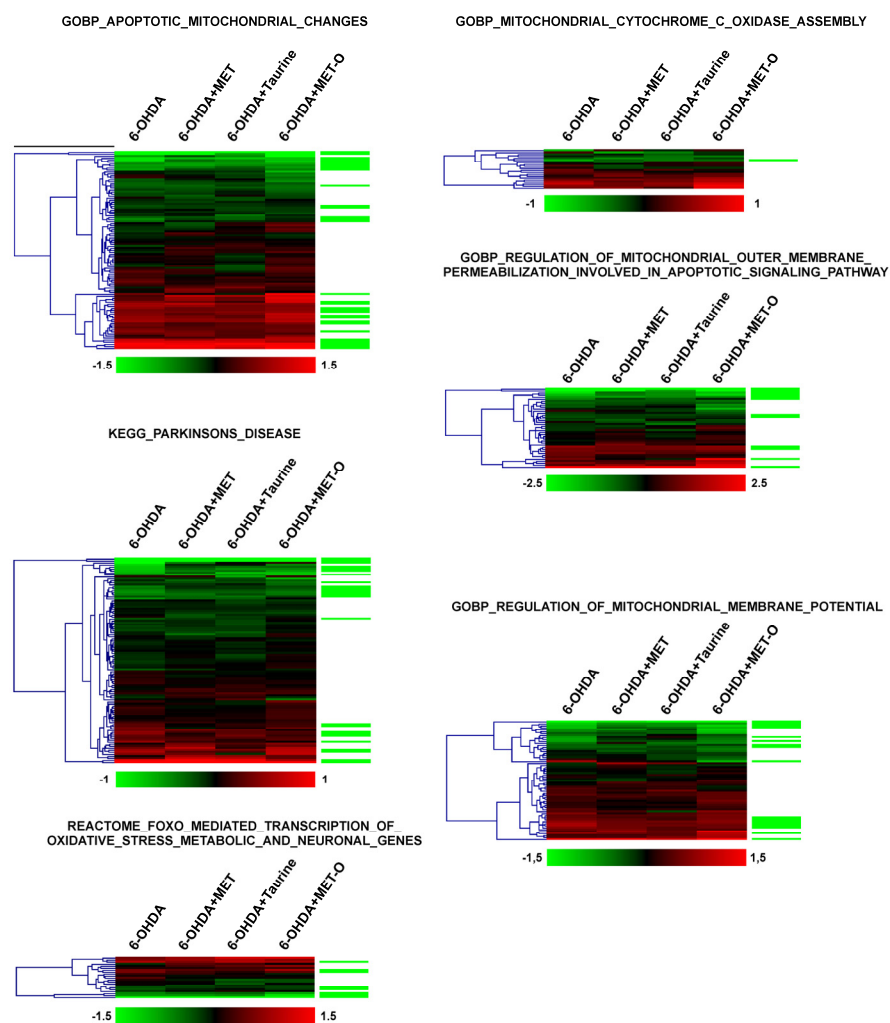 GOBP_APOPTOTIC_MITOCHONDRIAL_CHANGES
6-OHDA
6-OHDA+MET
6-OHDA+Taurine
6-OHDA+MET-O
-1.5
1.5
KEGG_PARKINSONS_DISEASE
6-OHDA
6-OHDA+MET
6-OHDA+Taurine
6-OHDA+MET-O
-1
1
REACTOME_FOXO_MEDIATED_TRANSCRIPTION_OF_
OXIDATIVE_STRESS_METABOLIC_AND_NEURONAL_GENES
6-OHDA
6-OHDA+MET
6-OHDA+Taurine
6-OHDA+MET-O
-1.5
1.5
GOBP_MITOCHONDRIAL_CYTOCHROME_C_OXIDASE_ASSEMBLY
6-OHDA
6-OHDA+MET
6-OHDA+Taurine
6-OHDA+MET-O
-1
1
GOBP_REGULATION_OF_MITOCHONDRIAL_OUTER_MEMBRANE_
PERMEABILIZATION_INVOLVED_IN_APOPTOTIC_SIGNALING_PATHWAY
6-OHDA
6-OHDA+MET
6-OHDA+Taurine
6-OHDA+MET-O
-2.5
2.5
GOBP_REGULATION_OF_MITOCHONDRIAL_MEMBRANE_POTENTIAL
6-OHDA
6-OHDA+MET
6-OHDA+Taurine
6-OHDA+MET-O
-1,5
1,5